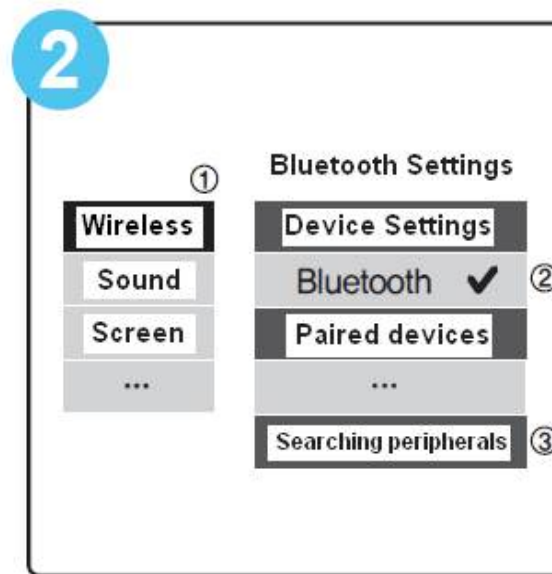 2
①
Bluetooth Settings
Wireless
Sound
Screen
...
Device Settings
Bluetooth ✔ ②
Paired devices
...
Searching peripherals ③